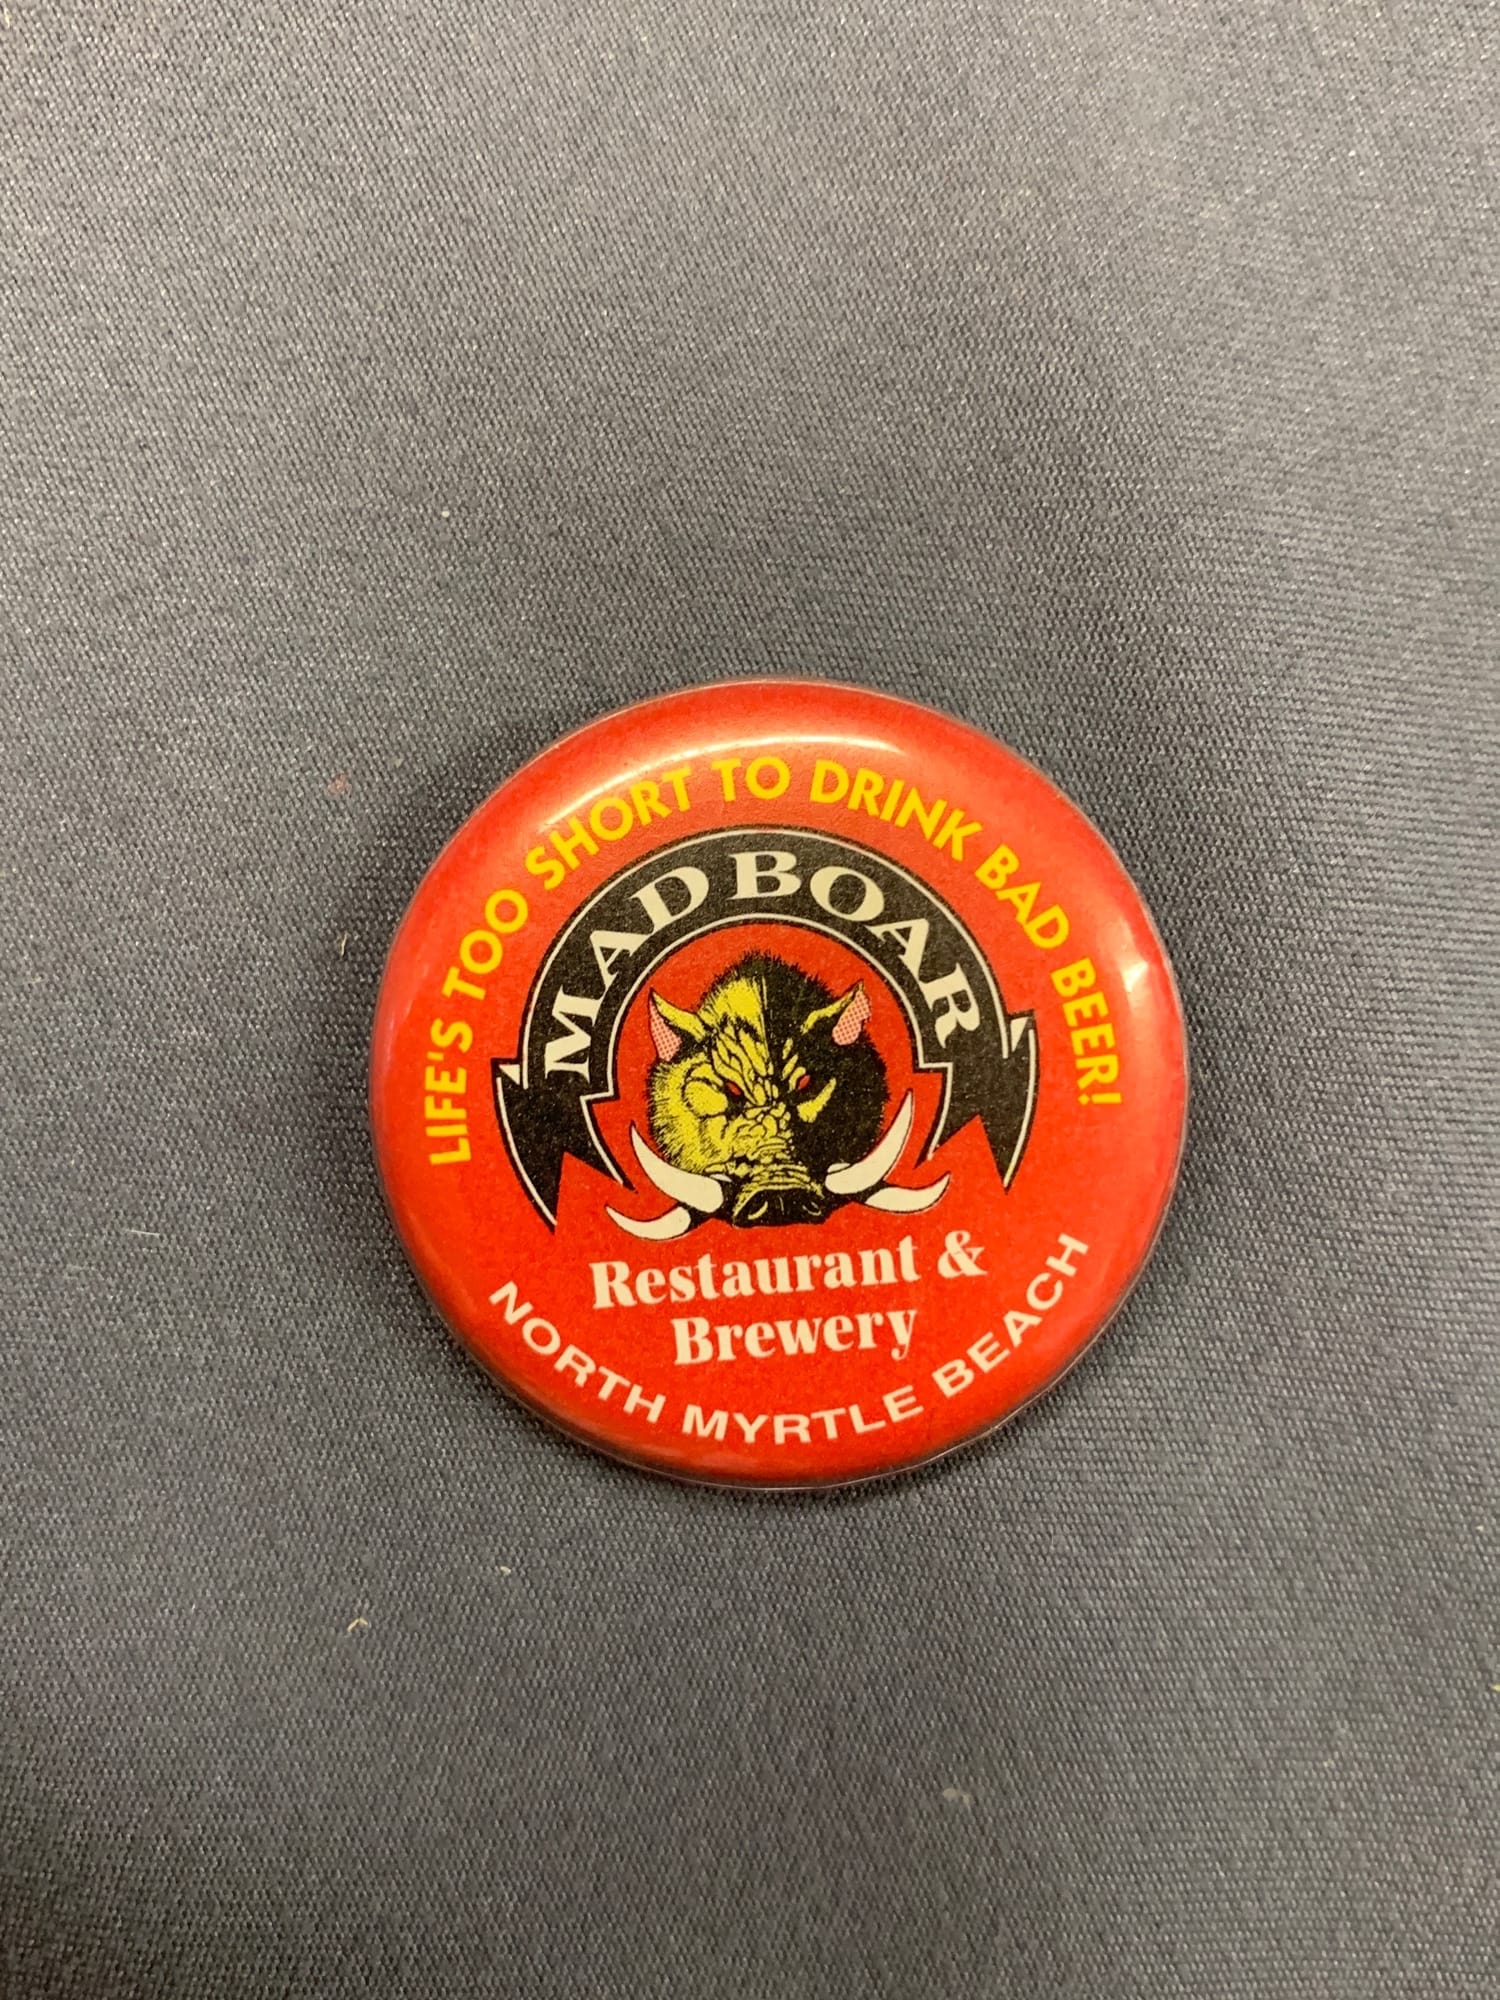 LIFE'S TOO SHORT TO DRINK BAD BEER!
MAD BOAR
Restaurant &
Brewery
NORTH MYRTLE BEACH